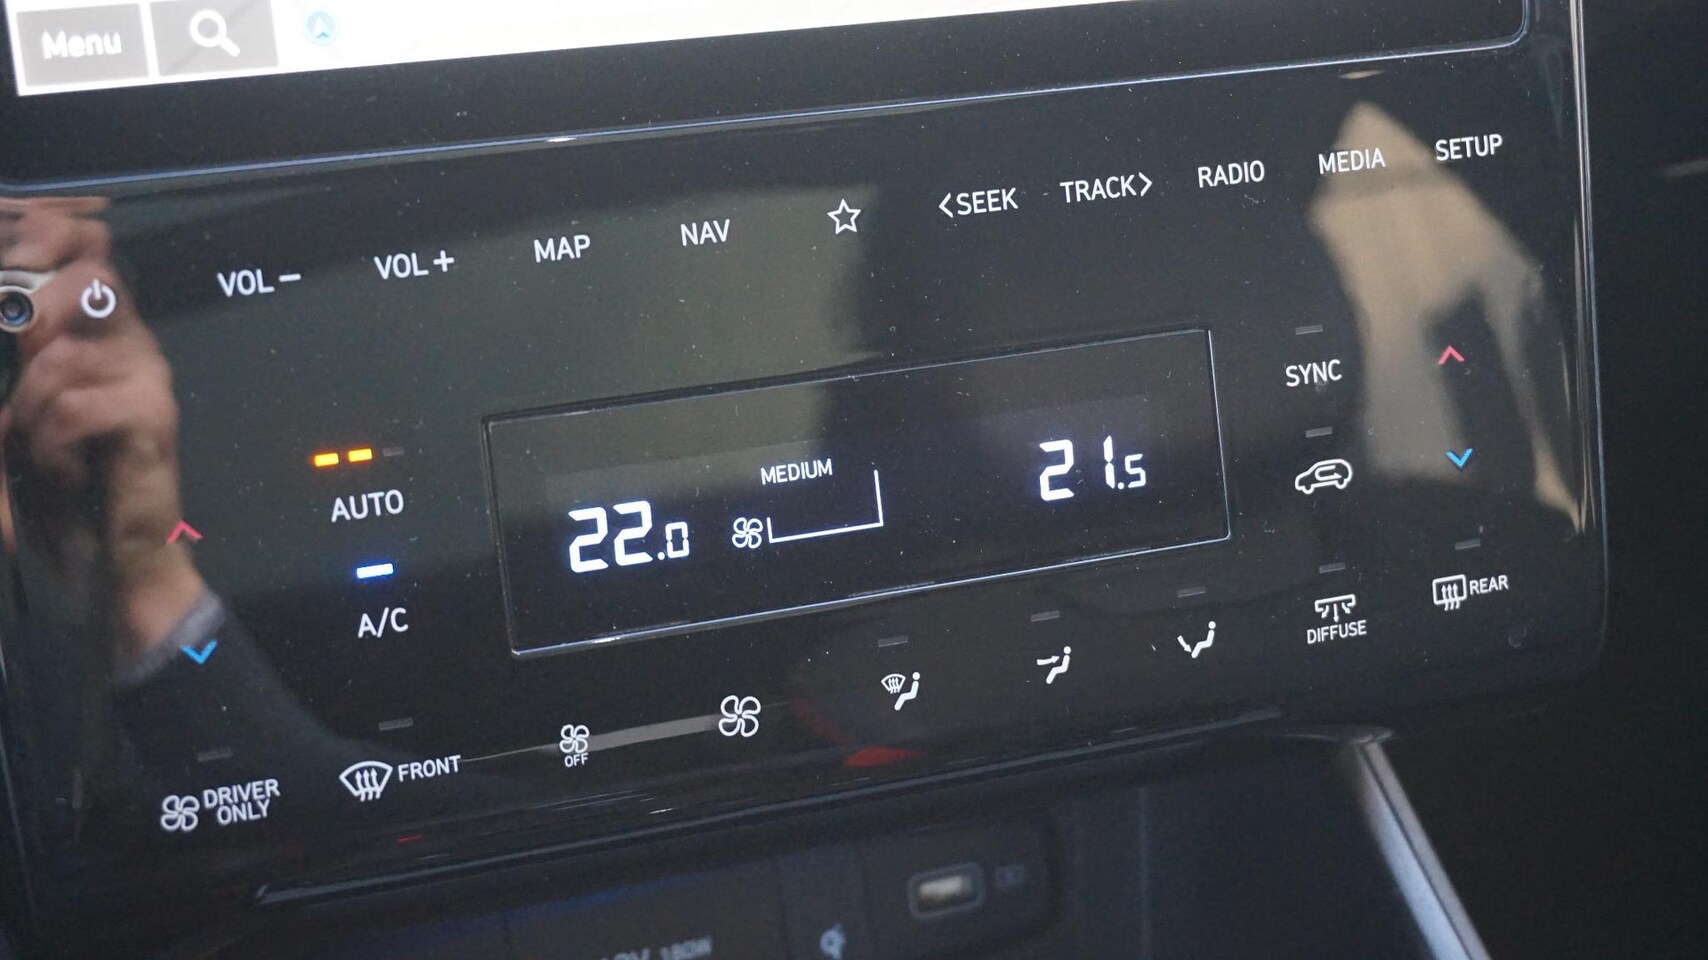 Menu
VOL −
VOL +
MAP
NAV
<SEEK
TRACK>
RADIO
MEDIA
SETUP
AUTO
A/C
22.0
MEDIUM
21.5
SYNC
DIFFUSE
REAR
DRIVER
ONLY
FRONT
OFF
180W